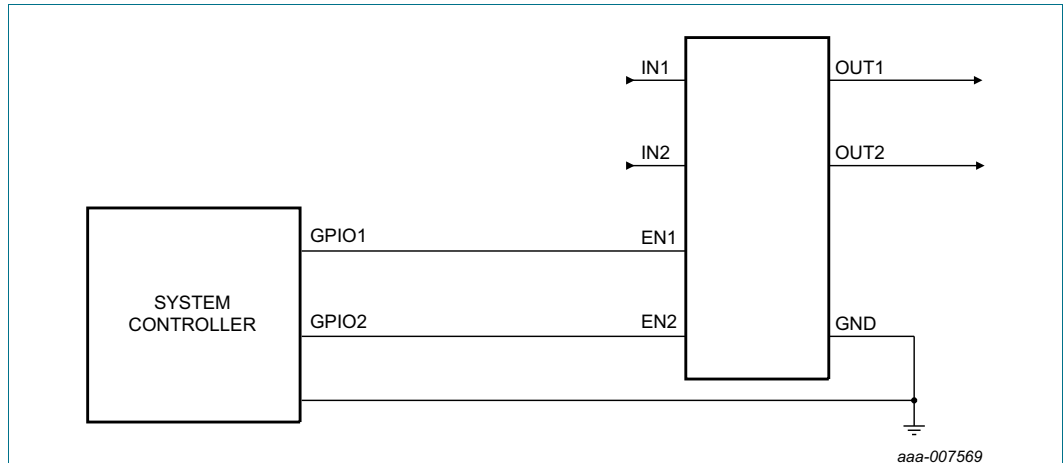 IN1
OUT1
IN2
OUT2
GPIO1
EN1
SYSTEM
CONTROLLER
GPIO2
EN2
GND
aaa-007569